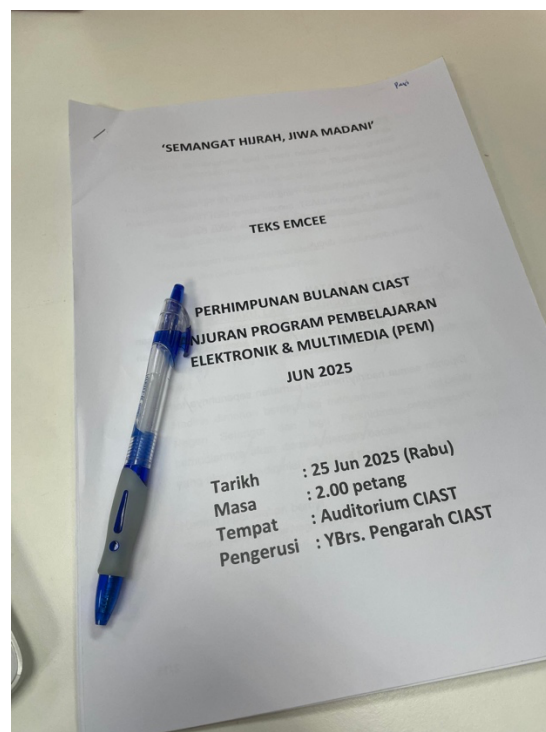 ‘SEMANGAT HIJRAH, JIWA MADANI’
TEKS EMCEE
PERHIMPUNAN BULANAN CIAST
NJURAN PROGRAM PEMBELAJARAN
ELEKTRONIK & MULTIMEDIA (PEM)
JUN 2025
Tarikh : 25 Jun 2025 (Rabu)
Masa : 2.00 petang
Tempat : Auditorium CIAST
Pengerusi : YBrs. Pengarah CIAST